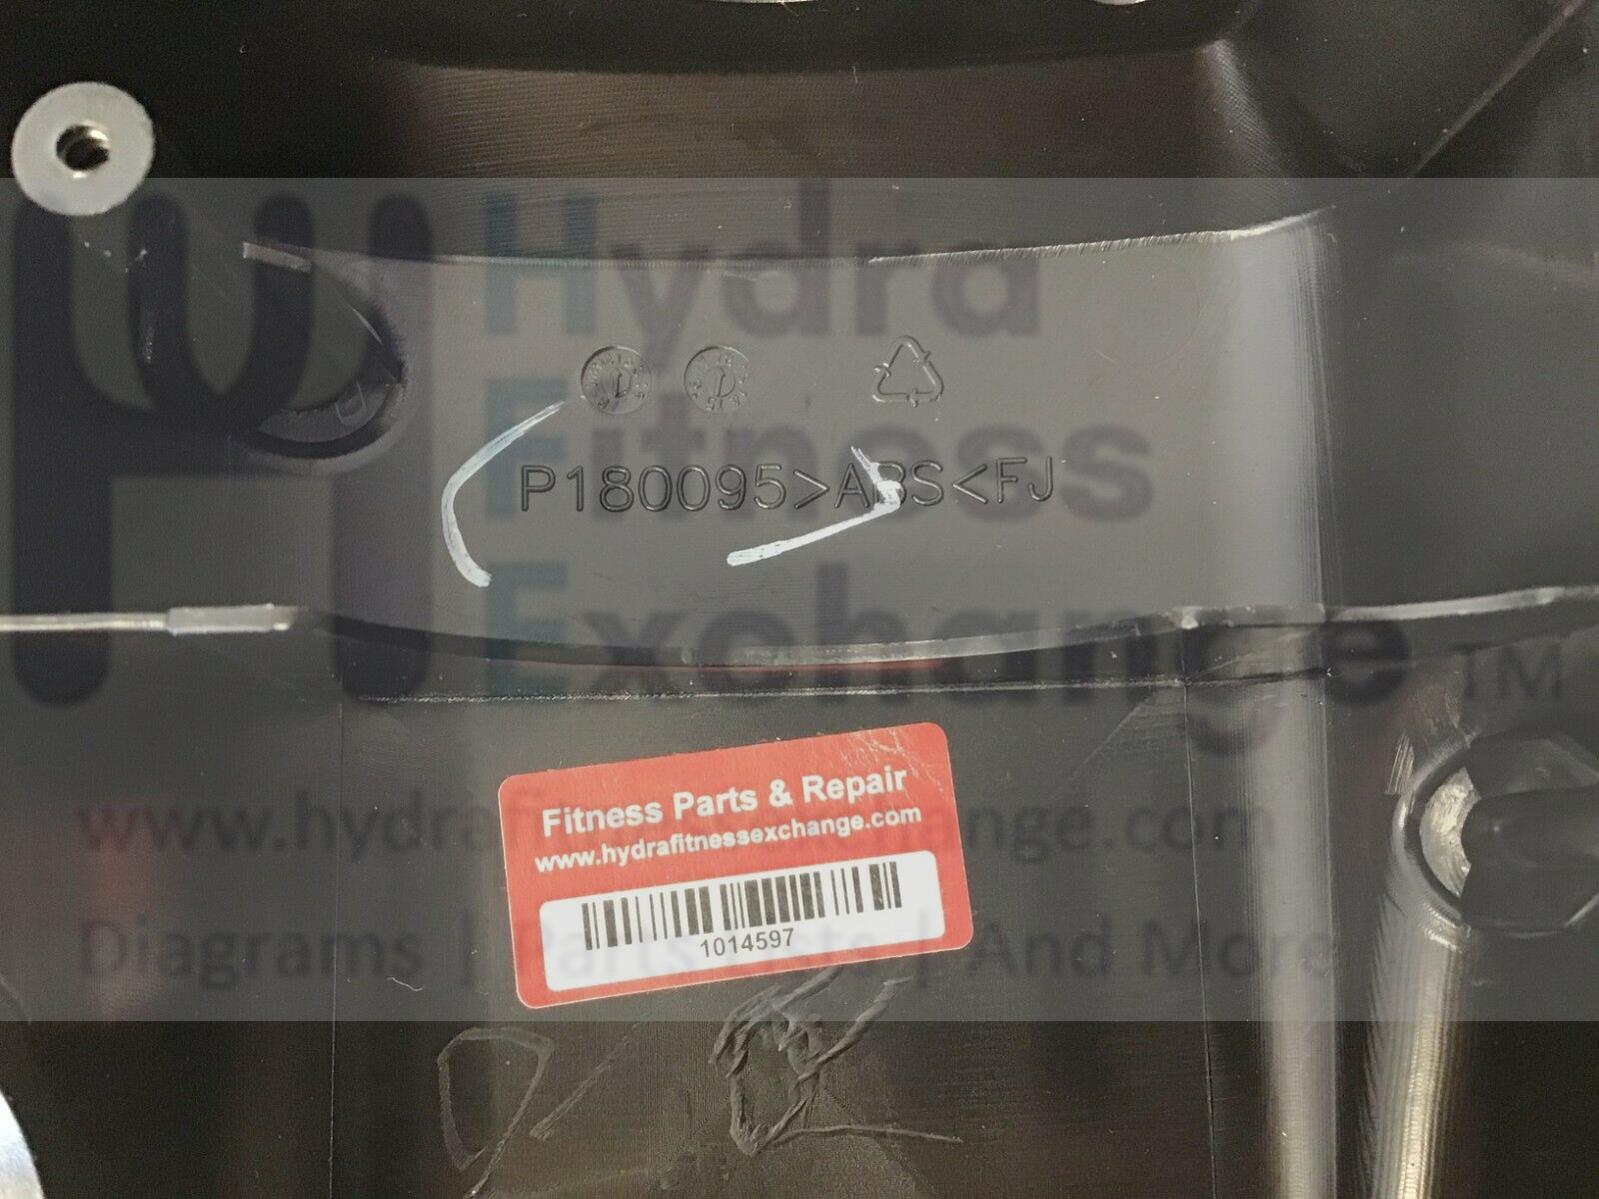 Hydra
Fitness
P180095>ABS<FJ
Exchange TM
Fitness Parts & Repair
www.hydrafitnessexchange.com
www.hydrafitnessexchange.com
1014597
Diagrams | Parts Lists | And More